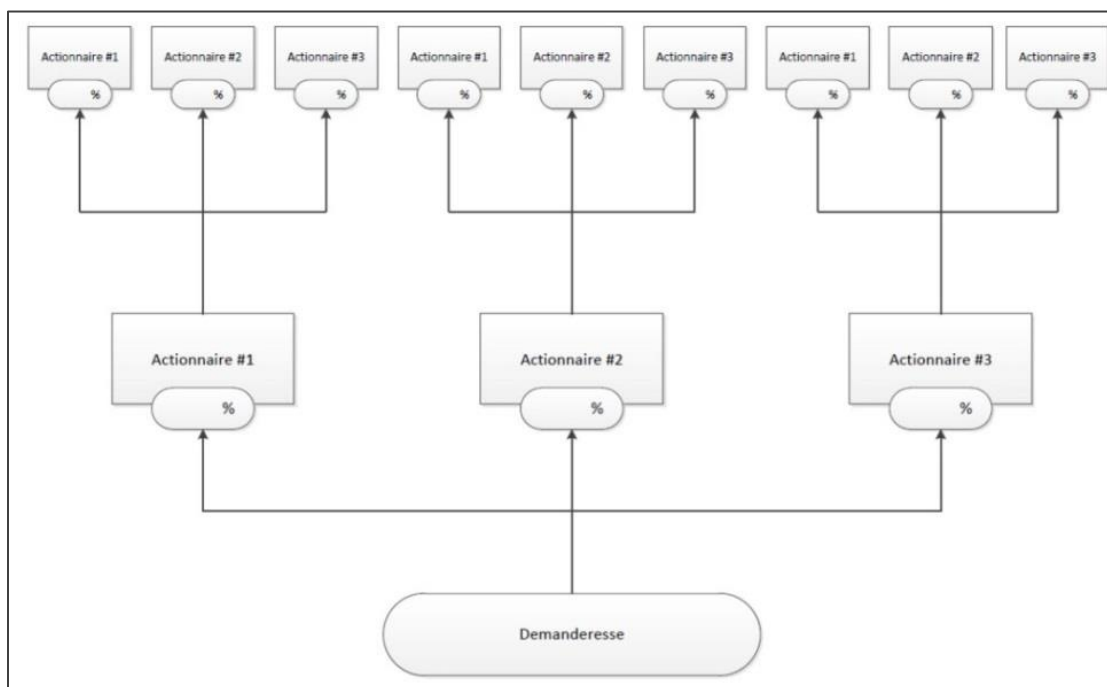 Actionnaire #1
%
Actionnaire #2
%
Actionnaire #3
%
Actionnaire #1
%
Actionnaire #2
%
Actionnaire #3
%
Actionnaire #1
%
Actionnaire #2
%
Actionnaire #3
%
Actionnaire #1
%
Actionnaire #2
%
Actionnaire #3
%
Demanderesse